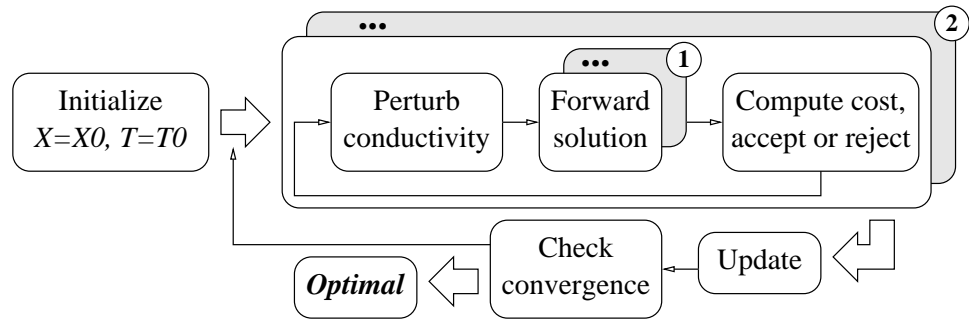 ••• 2
••• 1
Initialize
X=X0, T=T0
Perturb
conductivity
Forward
solution
Compute cost,
accept or reject
Update
Check
convergence
Optimal